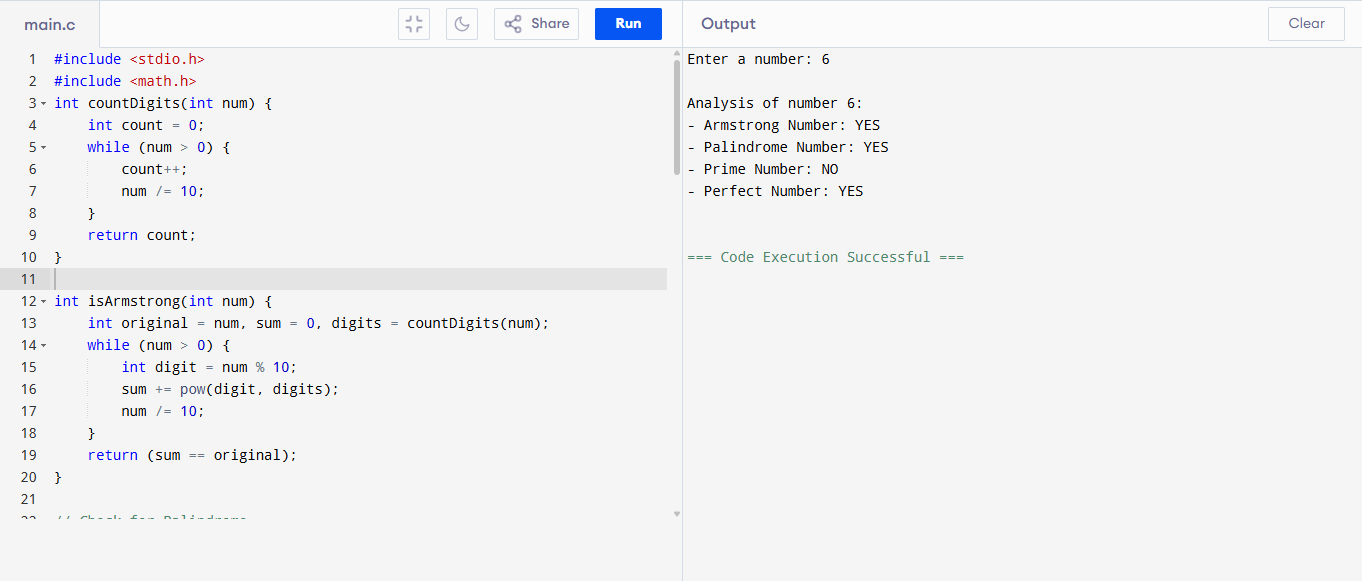 main.c
Share
Run
Output
Clear
1 #include <stdio.h>
2 #include <math.h>
3 int countDigits(int num) {
4     int count = 0;
5     while (num > 0) {
6         count++;
7         num /= 10;
8     }
9     return count;
10 }
11
12 int isArmstrong(int num) {
13     int original = num, sum = 0, digits = countDigits(num);
14     while (num > 0) {
15         int digit = num % 10;
16         sum += pow(digit, digits);
17         num /= 10;
18     }
19     return (sum == original);
20 }
21
22 // Check for Palindrome
Enter a number: 6
Analysis of number 6:
- Armstrong Number: YES
- Palindrome Number: YES
- Prime Number: NO
- Perfect Number: YES
=== Code Execution Successful ===